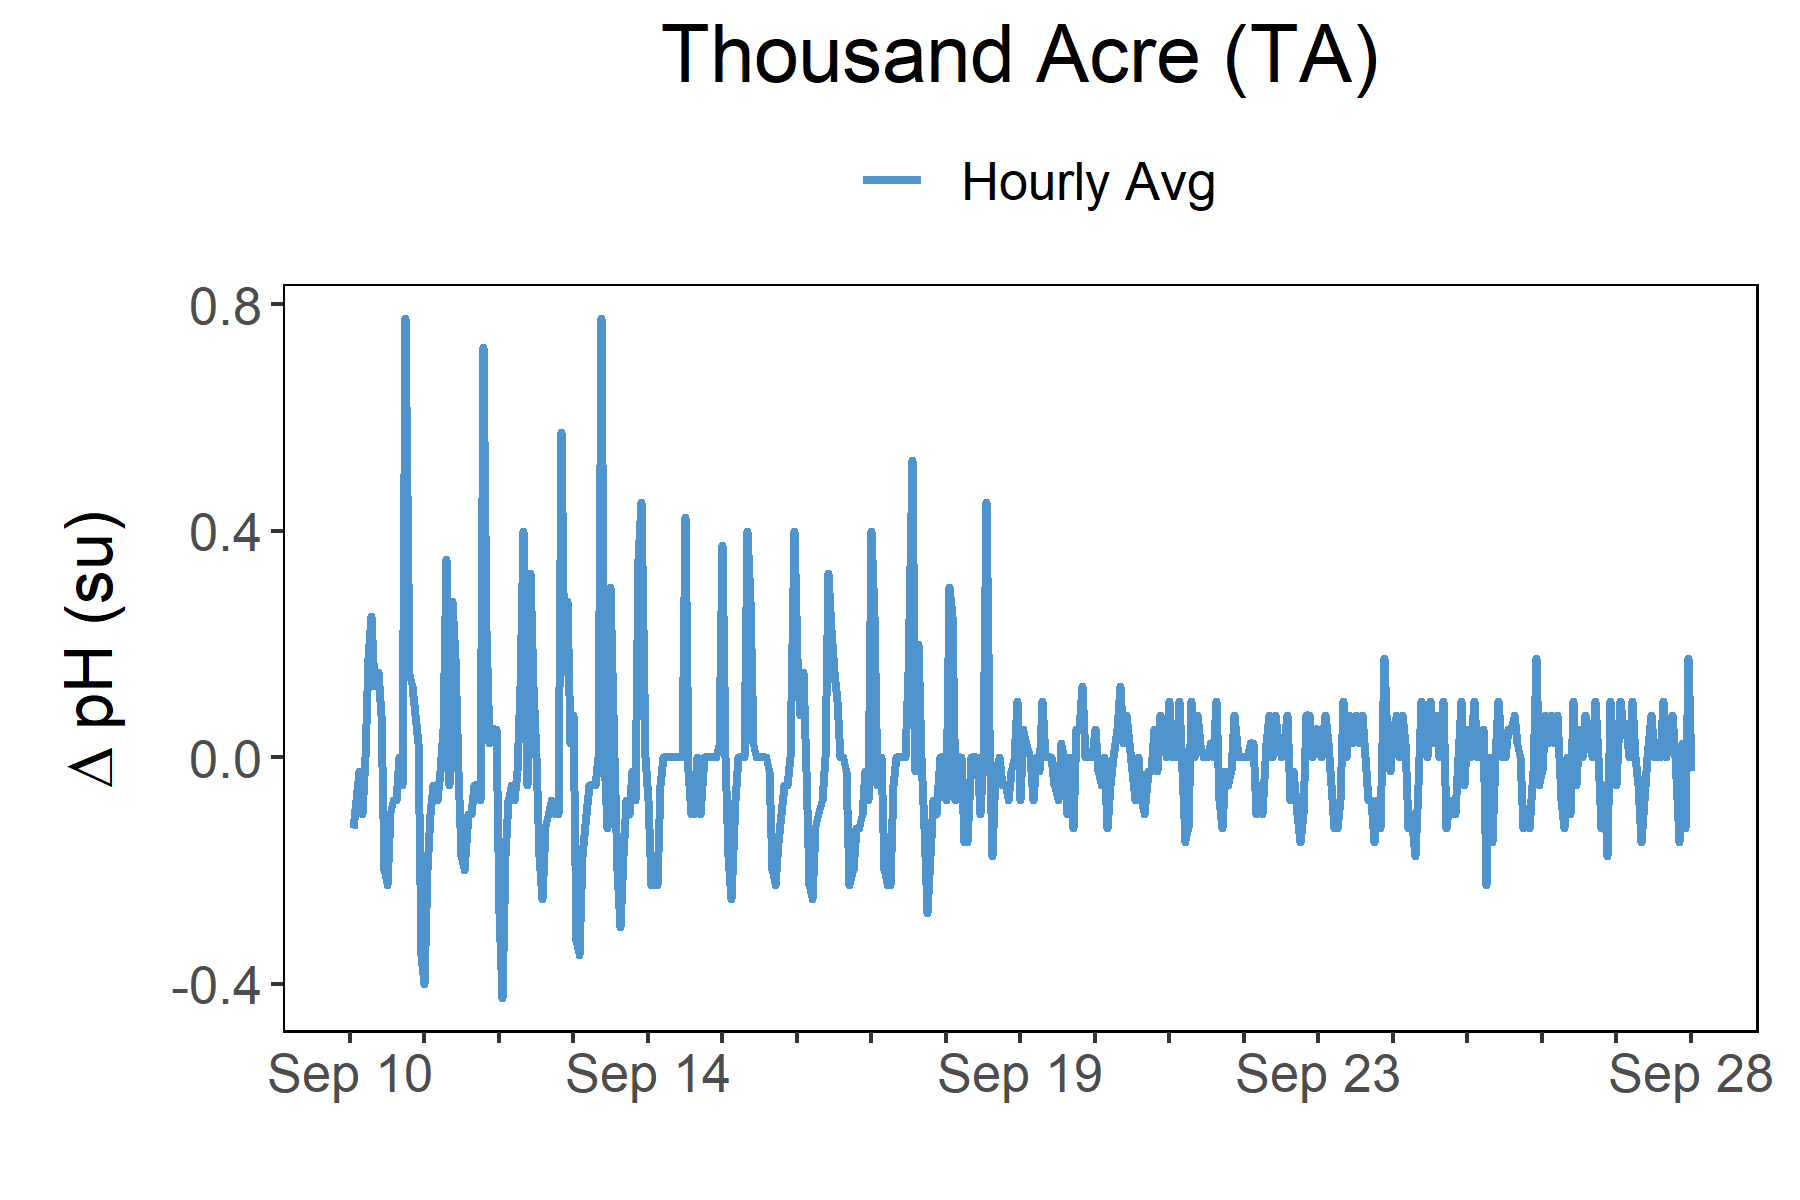 Thousand Acre (TA)
Hourly Avg
Δ pH (su)
0.8
0.4
0.0
-0.4
Sep 10 Sep 14 Sep 19 Sep 23 Sep 28